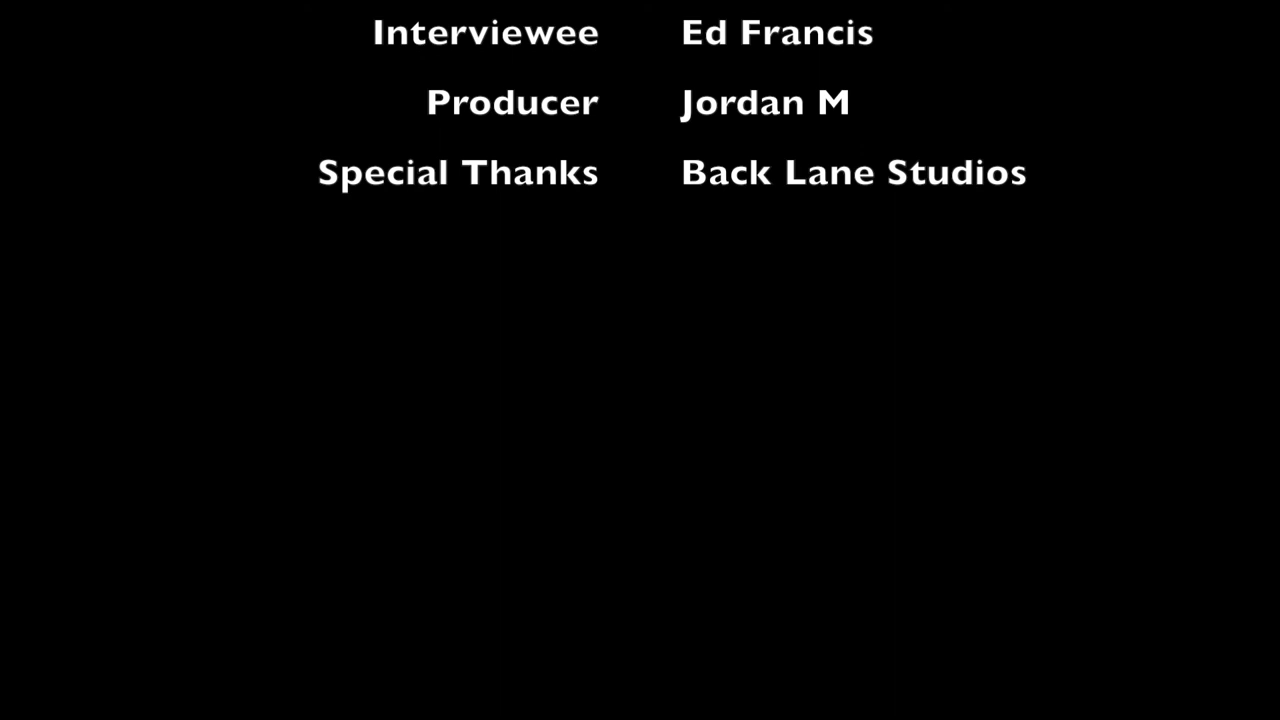 Interviewee Ed Francis
Producer Jordan M
Special Thanks Back Lane Studios